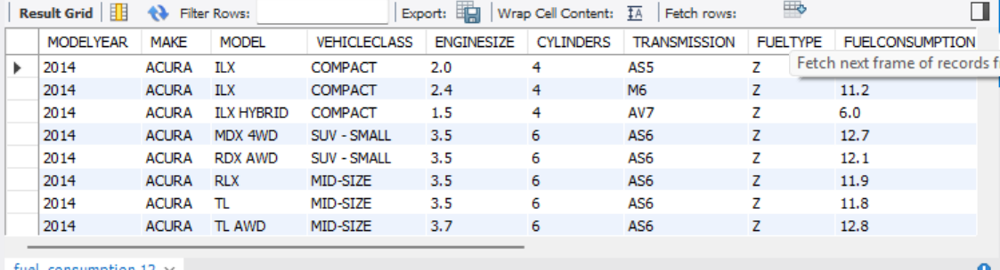 Result Grid Filter Rows: Export: Wrap Cell Content: IA Fetch rows:
MODELYEAR MAKE MODEL VEHICLECLASS ENGINESIZE CYLINDERS TRANSMISSION FUELTYPE FUELCONSUMPTION
2014 ACURA ILX COMPACT 2.0 4 AS5 Z
Fetch next frame of records
2014 ACURA ILX COMPACT 2.4 4 M6 Z 11.2
2014 ACURA ILX HYBRID COMPACT 1.5 4 AV7 Z 6.0
2014 ACURA MDX 4WD SUV - SMALL 3.5 6 AS6 Z 12.7
2014 ACURA RDX AWD SUV - SMALL 3.5 6 AS6 Z 12.1
2014 ACURA RLX MID-SIZE 3.5 6 AS6 Z 11.9
2014 ACURA TL MID-SIZE 3.5 6 AS6 Z 11.8
2014 ACURA TL AWD MID-SIZE 3.7 6 AS6 Z 12.8
fuel_consumption 12